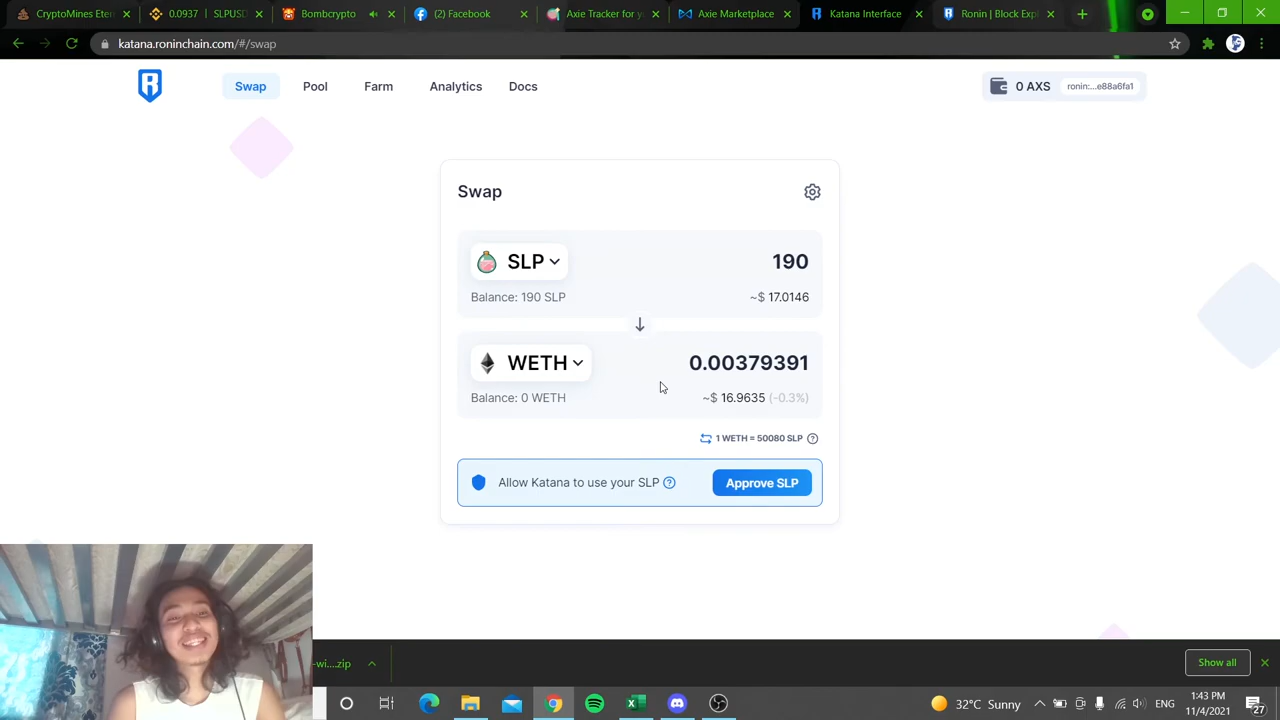 CryptoMines Eter
0.0937 | SLPUSD
Bombcrypto
(2) Facebook
Axie Tracker for y
Axie Marketplace
Katana Interface
Ronin | Block Exp
katana.roninchain.com/#/swap
Swap
Pool
Farm
Analytics
Docs
0 AXS
ronin:...e88a6fa1
Swap
SLP
190
Balance: 190 SLP
~$ 17.0146
WETH
0.00379391
Balance: 0 WETH
~$ 16.9635 (-0.3%)
1 WETH = 50080 SLP
Allow Katana to use your SLP
Approve SLP
-wi....zip
Show all
32°C Sunny
ENG
1:43 PM
11/4/2021
27